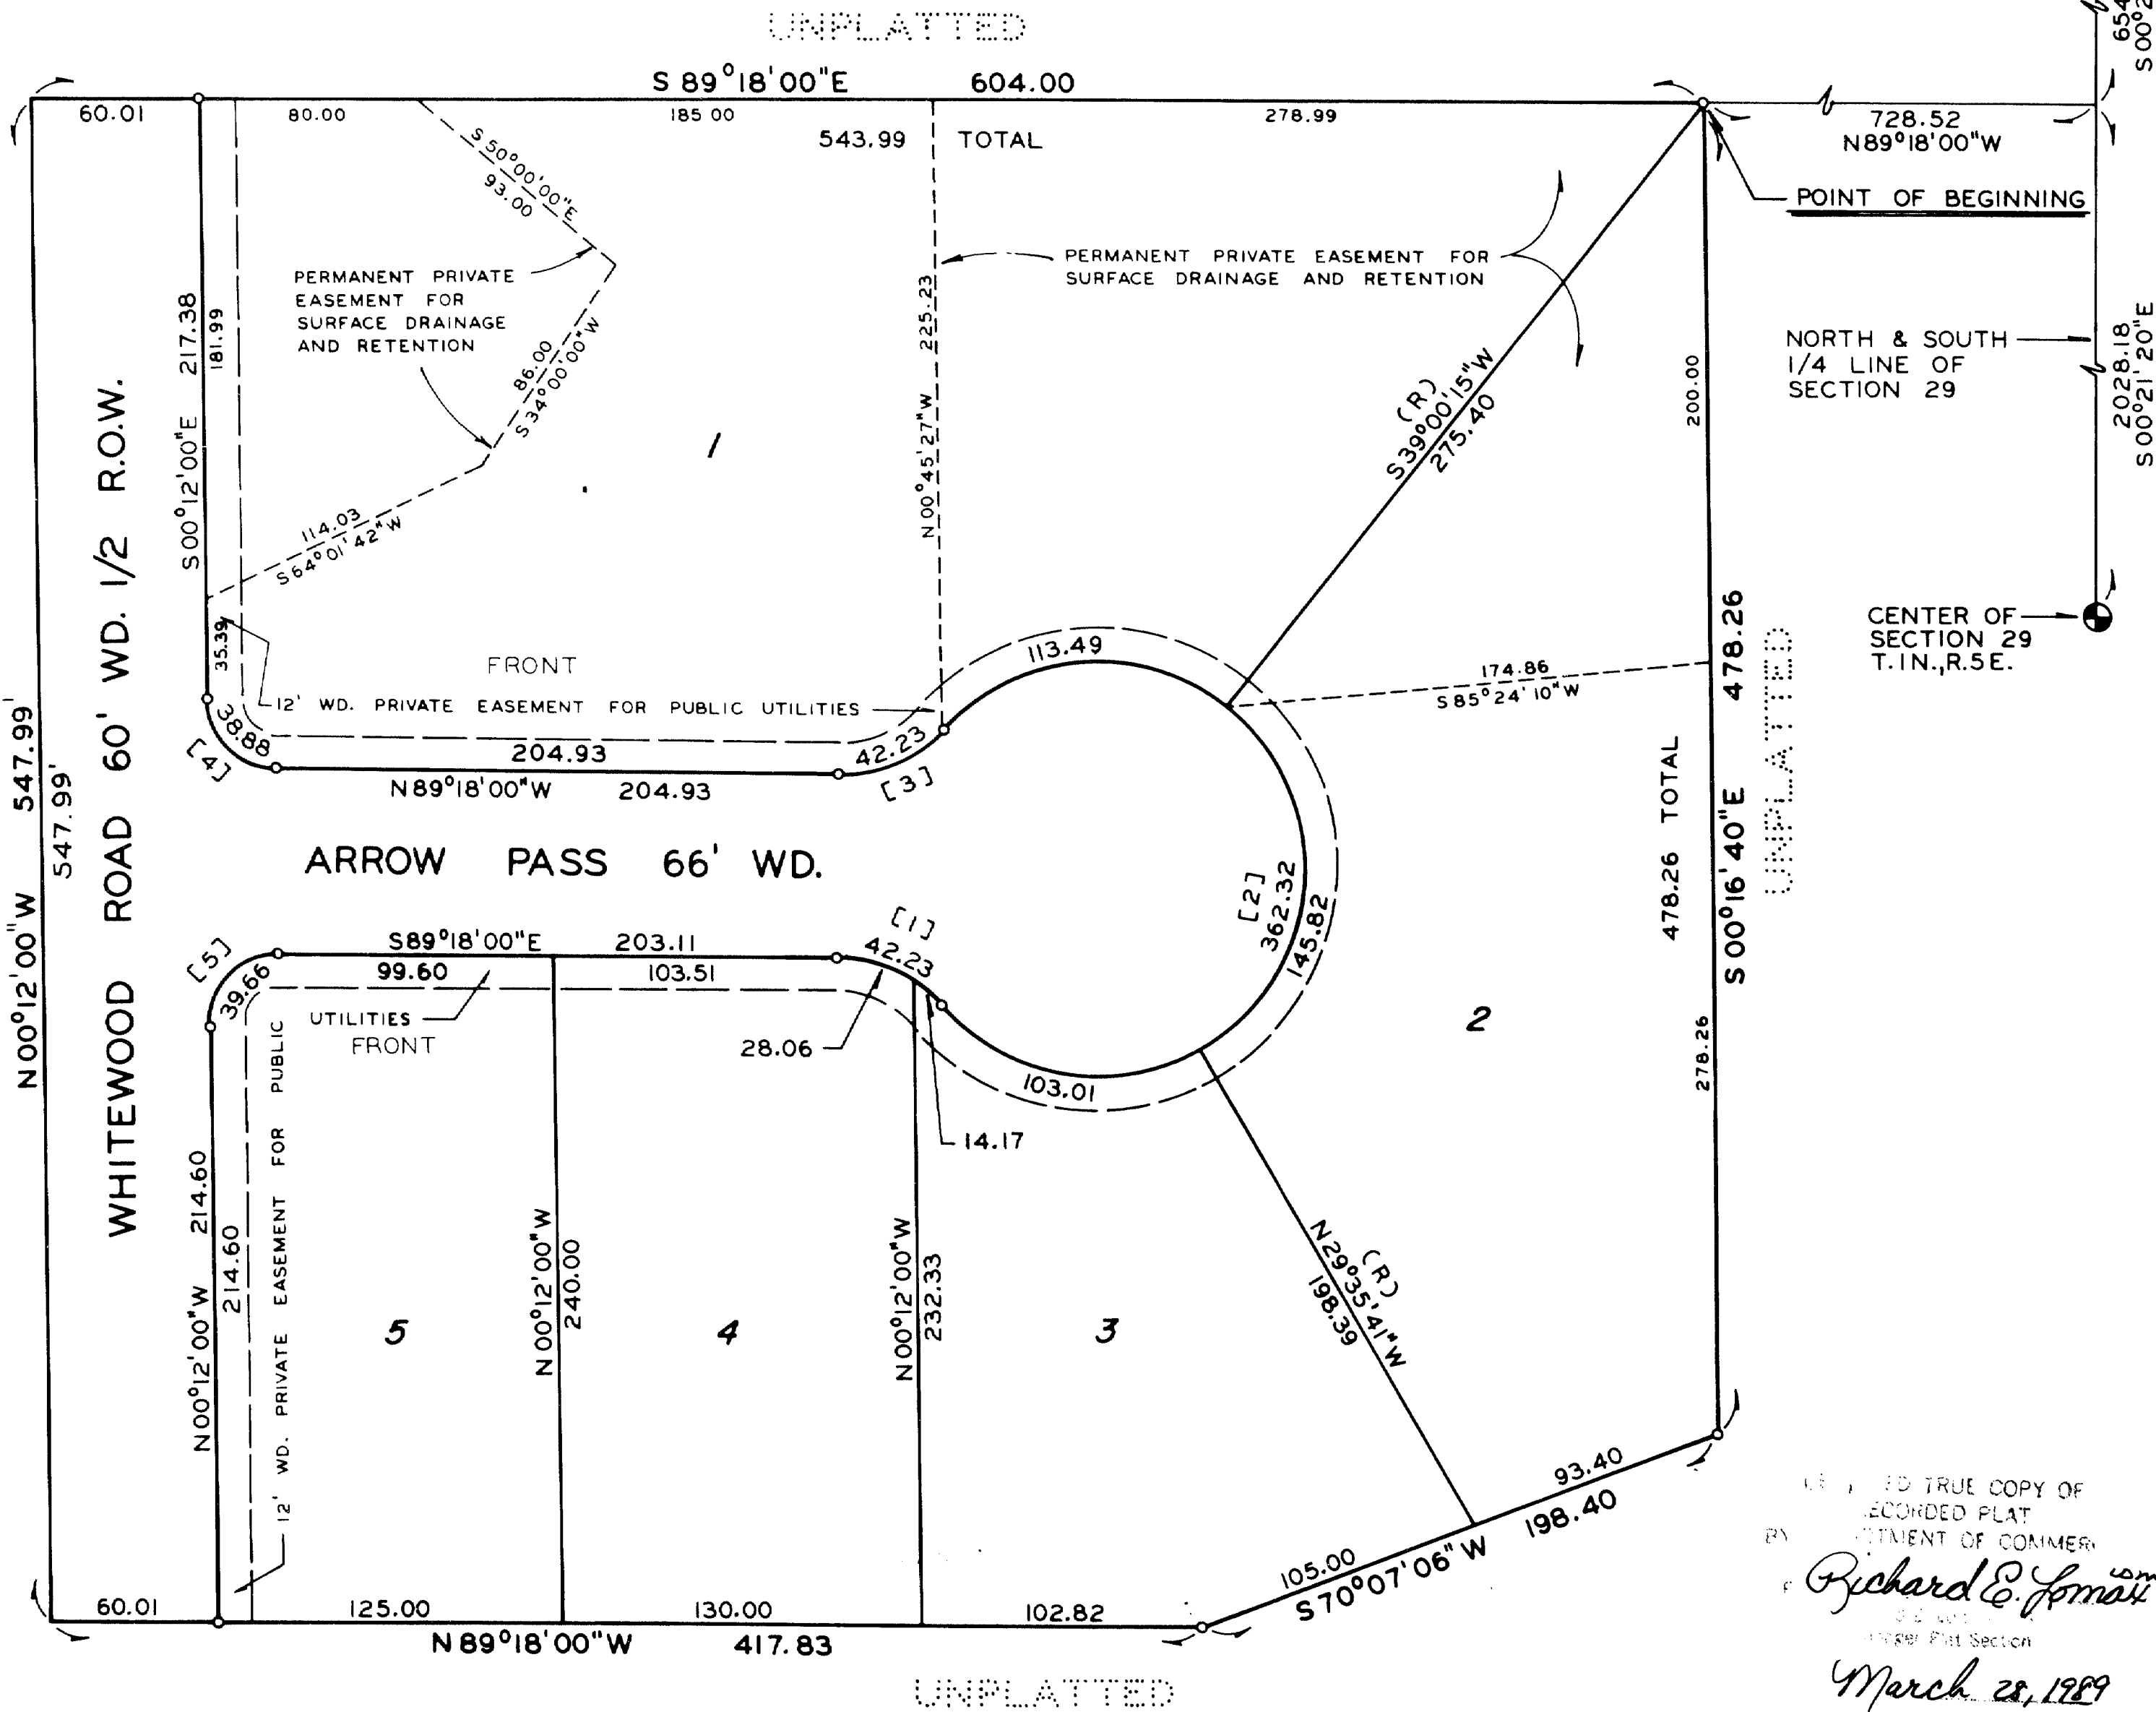 UNPLATTED
S 89°18'00"E 604.00
60.01
80.00
185.00
278.99
543.99 TOTAL
728.52
N89°18'00"W
POINT OF BEGINNING
S 50°00'00"E
93.00
PERMANENT PRIVATE
EASEMENT FOR
SURFACE DRAINAGE
AND RETENTION
PERMANENT PRIVATE EASEMENT FOR
SURFACE DRAINAGE AND RETENTION
86.00
S34°00'00"W
114.03
S64°01'42"W
S00°12'00"E 217.38
181.99
35.39
N00°45'27"W 225.23
1
(R)
S39°00'15"W
275.40
200.00
NORTH & SOUTH
1/4 LINE OF
SECTION 29
2028.18
S00°21'20"E
CENTER OF
SECTION 29
T.1N.,R.5E.
174.86
S85°24'10"W
FRONT
12' WD. PRIVATE EASEMENT FOR PUBLIC UTILITIES
113.49
38.88
[4]
204.93
N89°18'00"W 204.93
42.23
[3]
N00°12'00"W 547.99'
547.99'
WHITEWOOD ROAD 60' WD. 1/2 R.O.W.
ARROW PASS 66' WD.
[2]
362.32
145.82
478.26 TOTAL
S00°16'40"E 478.26
UNPLATTED
278.26
[5]
39.66
S89°18'00"E 203.11
99.60
103.51
[1]
42.23
UTILITIES
FRONT
28.06
14.17
103.01
2
N00°12'00"W 214.60
214.60
12' WD. PRIVATE EASEMENT FOR PUBLIC
N00°12'00"W
240.00
N00°12'00"W
232.33
(R)
N29°35'41"W
198.39
5
4
3
93.40
198.40
105.00
S70°07'06"W
60.01
125.00
130.00
102.82
N89°18'00"W 417.83
UNPLATTED
TRUE COPY OF
PLAT
OF
Richard E. Lomax
Plat Section
March 28, 1989